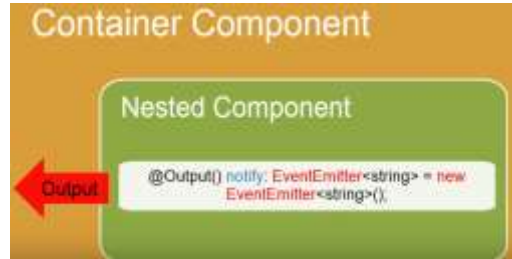 Container Component
Nested Component
@Output() notify: EventEmitter<string> = new
EventEmitter<string>();
Output